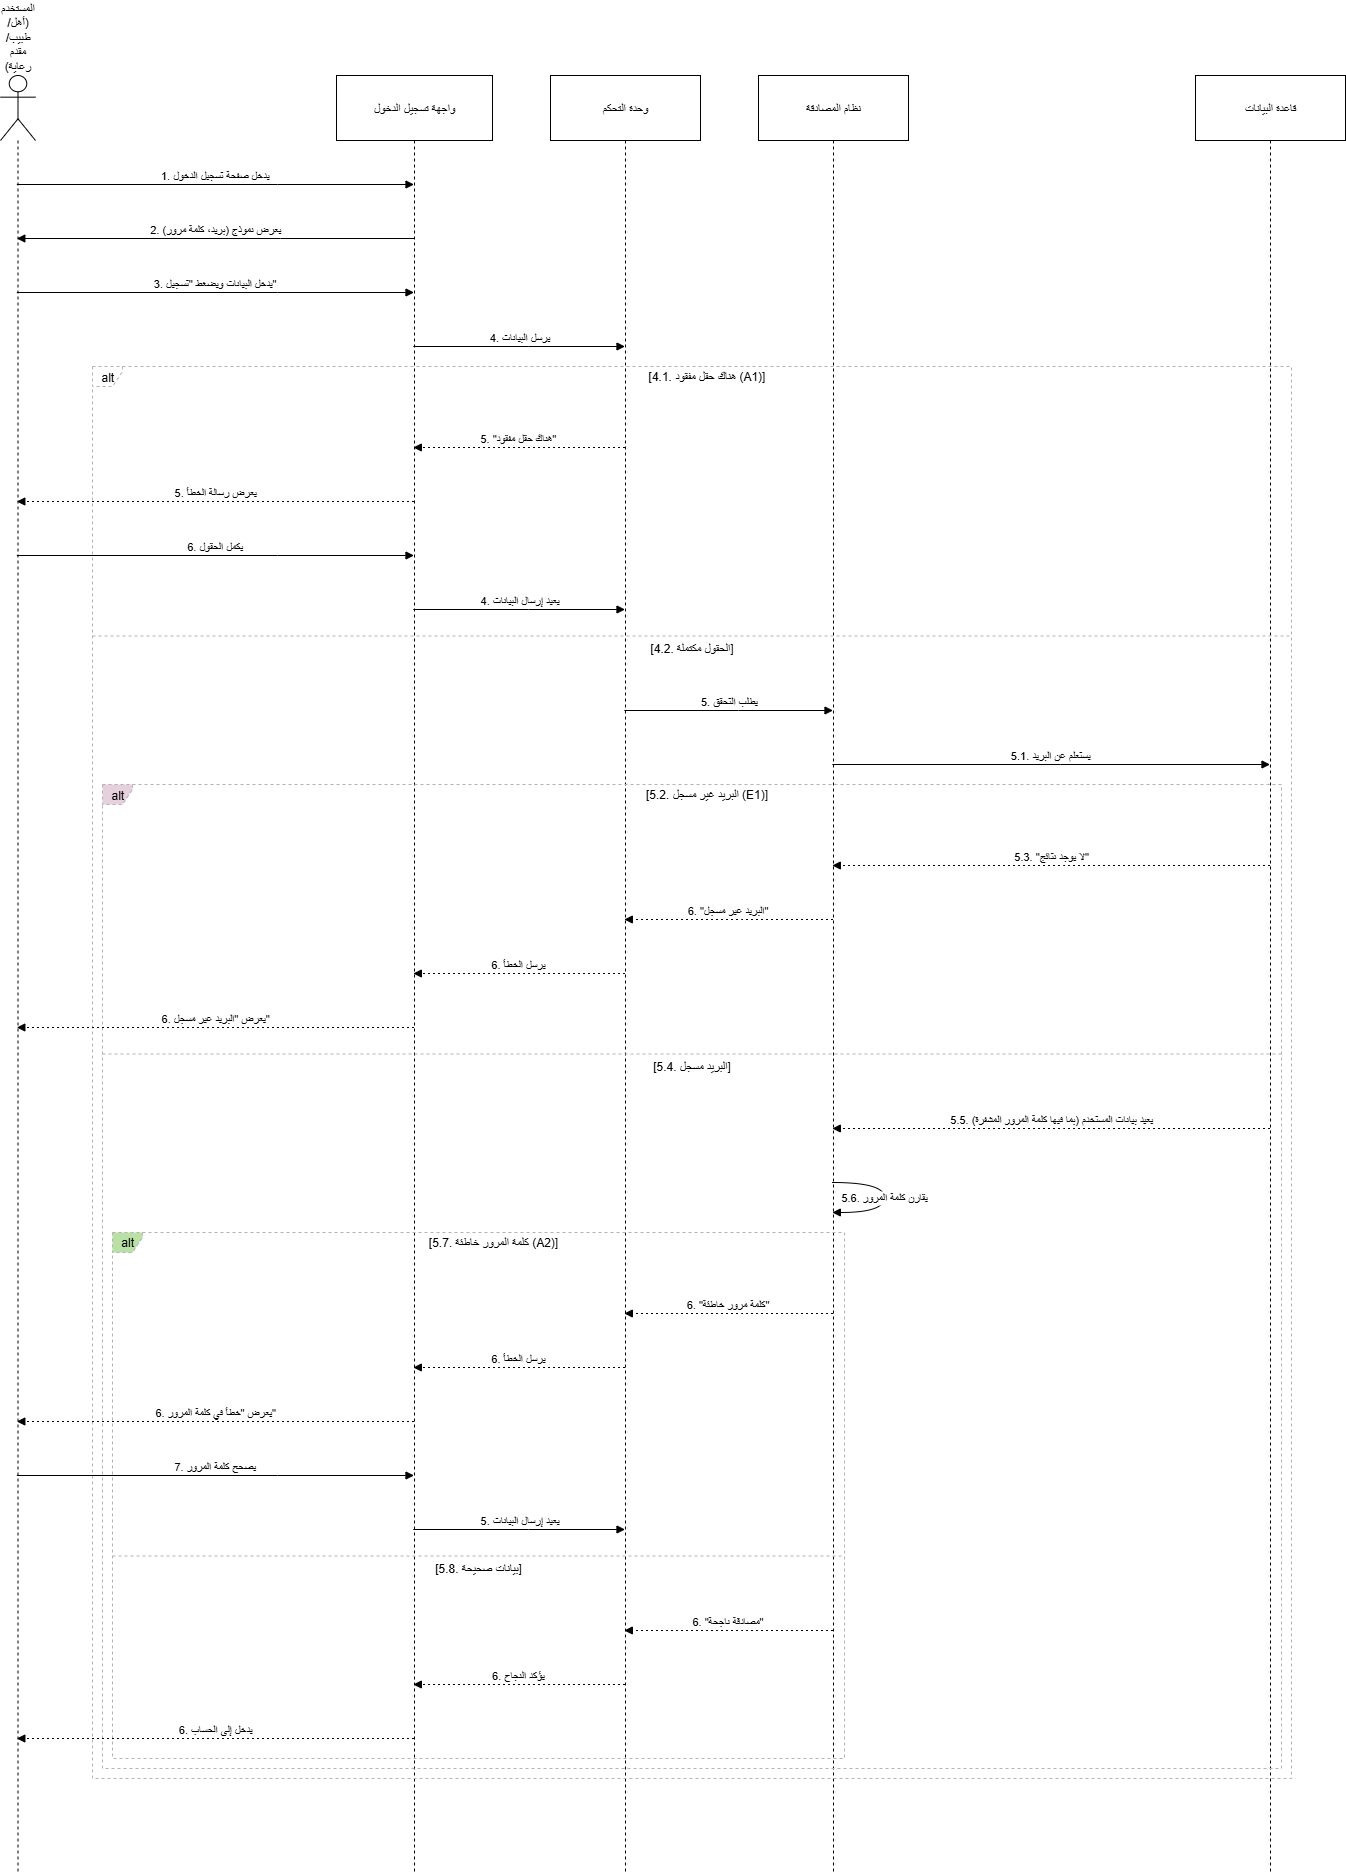 المستخدم
(أهل/
طبيب/
مقدم
رعاية)
واجهة تسجيل الدخول
وحدة التحكم
نظام المصادقة
قاعدة البيانات
1. يدخل صفحة تسجيل الدخول
2. يعرض نموذج (بريد، كلمة مرور)
3. يدخل البيانات ويضغط "تسجيل"
4. يرسل البيانات
alt
[4.1. هناك حقل مفقود (A1)]
5. "هناك حقل مفقود"
5. يعرض رسالة الخطأ
6. يكمل الحقول
4. يعيد إرسال البيانات
[4.2. الحقول مكتملة]
5. يطلب التحقق
5.1. يستعلم عن البريد
alt
[5.2. البريد غير مسجل (E1)]
5.3. "لا يوجد نتائج"
6. "البريد غير مسجل"
6. يرسل الخطأ
6. يعرض "البريد غير مسجل"
[5.4. البريد مسجل]
5.5. يعيد بيانات المستخدم (بما فيها كلمة المرور المشفرة)
5.6. يقارن كلمة المرور
alt
[5.7. كلمة المرور خاطئة (A2)]
6. "كلمة مرور خاطئة"
6. يرسل الخطأ
6. يعرض "خطأ في كلمة المرور"
7. يصحح كلمة المرور
5. يعيد إرسال البيانات
[5.8. بيانات صحيحة]
6. "مصادقة ناجحة"
6. يؤكد النجاح
6. يدخل إلى الحساب